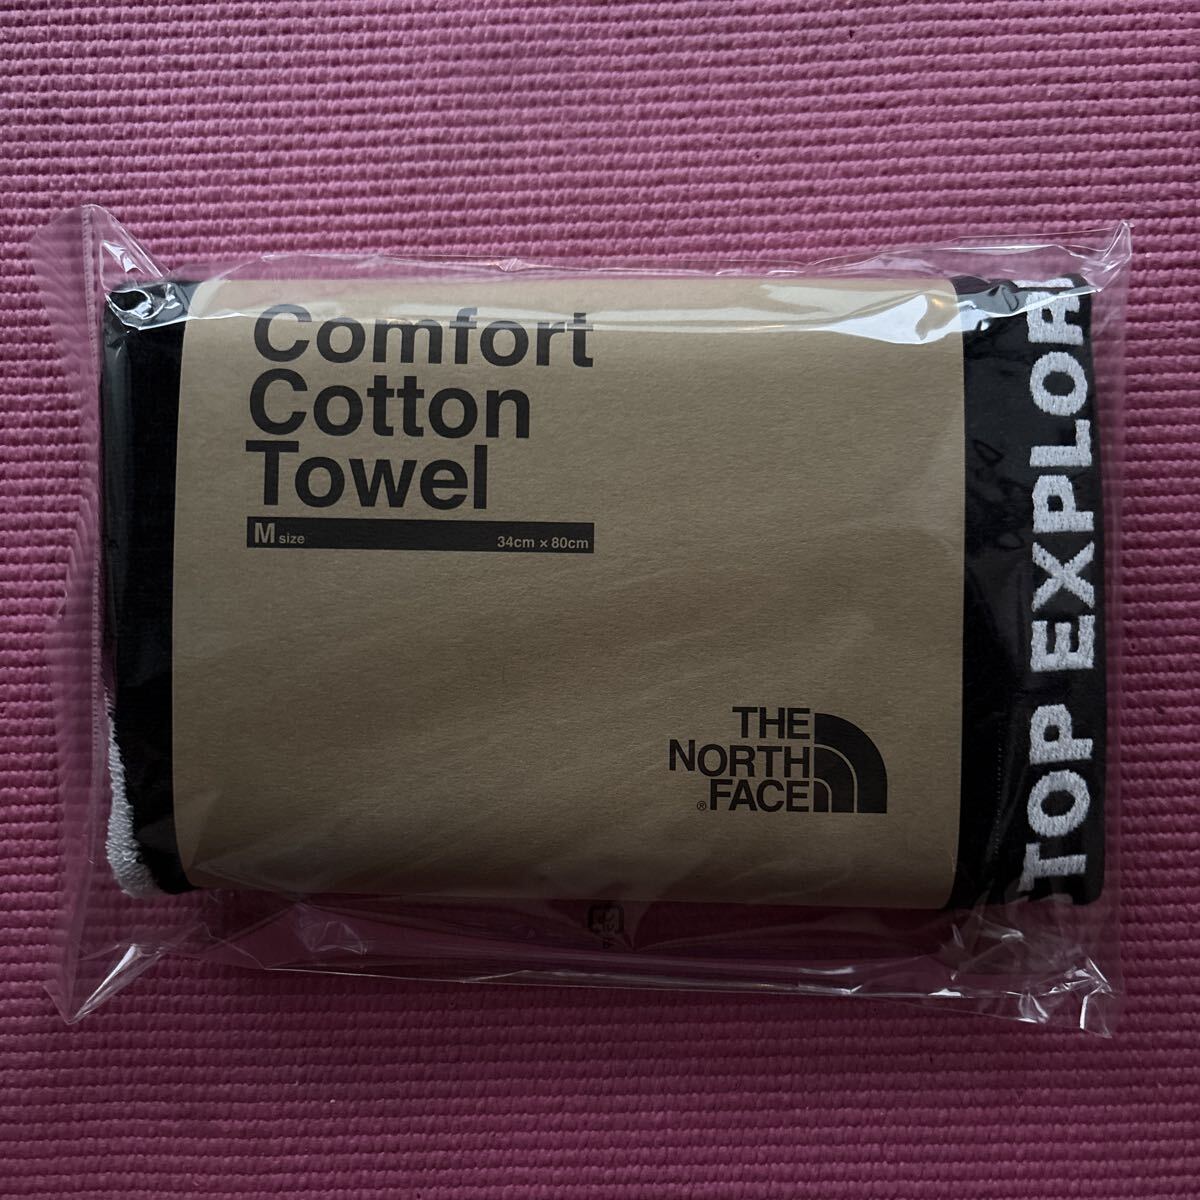 Comfort
Cotton
Towel
M size 34cm × 80cm
THE
NORTH
® FACE
TOP EXPLOR